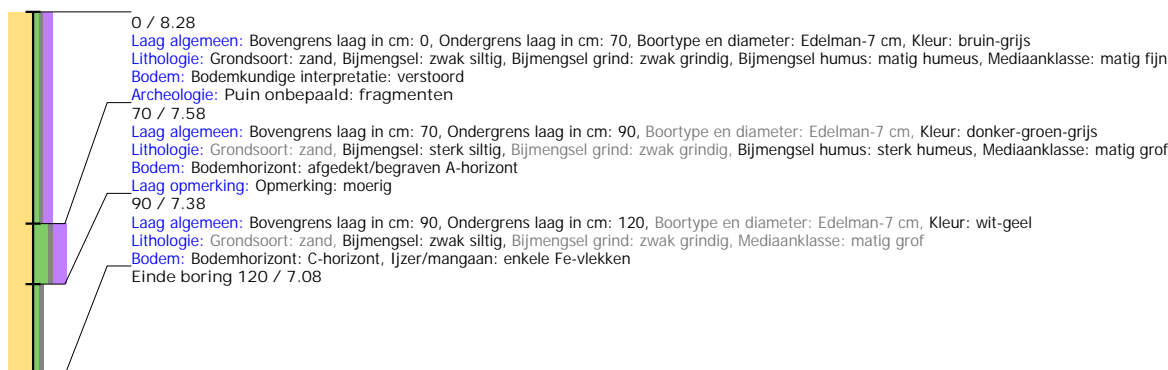 0 / 8.28
Laag algemeen: Bovengrens laag in cm: 0, Ondergrens laag in cm: 70, Boortype en diameter: Edelman-7 cm, Kleur: bruin-grijs
Lithologie: Grondsoort: zand, Bijmengsel: zwak siltig, Bijmengsel grind: zwak grindig, Bijmengsel humus: matig humeus, Mediaanklasse: matig fijn
Bodem: Bodemkundige interpretatie: verstoord
Archeologie: Puin onbepaald: fragmenten
70 / 7.58
Laag algemeen: Bovengrens laag in cm: 70, Ondergrens laag in cm: 90, Boortype en diameter: Edelman-7 cm, Kleur: donker-groen-grijs
Lithologie: Grondsoort: zand, Bijmengsel: sterk siltig, Bijmengsel grind: zwak grindig, Bijmengsel humus: sterk humeus, Mediaanklasse: matig grof
Bodem: Bodemhorizont: afgedekt/begraven A-horizont
Laag opmerking: Opmerking: moerig
90 / 7.38
Laag algemeen: Bovengrens laag in cm: 90, Ondergrens laag in cm: 120, Boortype en diameter: Edelman-7 cm, Kleur: wit-geel
Lithologie: Grondsoort: zand, Bijmengsel: zwak siltig, Bijmengsel grind: zwak grindig, Mediaanklasse: matig grof
Bodem: Bodemhorizont: C-horizont, Ijzer/mangaan: enkele Fe-vlekken
Einde boring 120 / 7.08